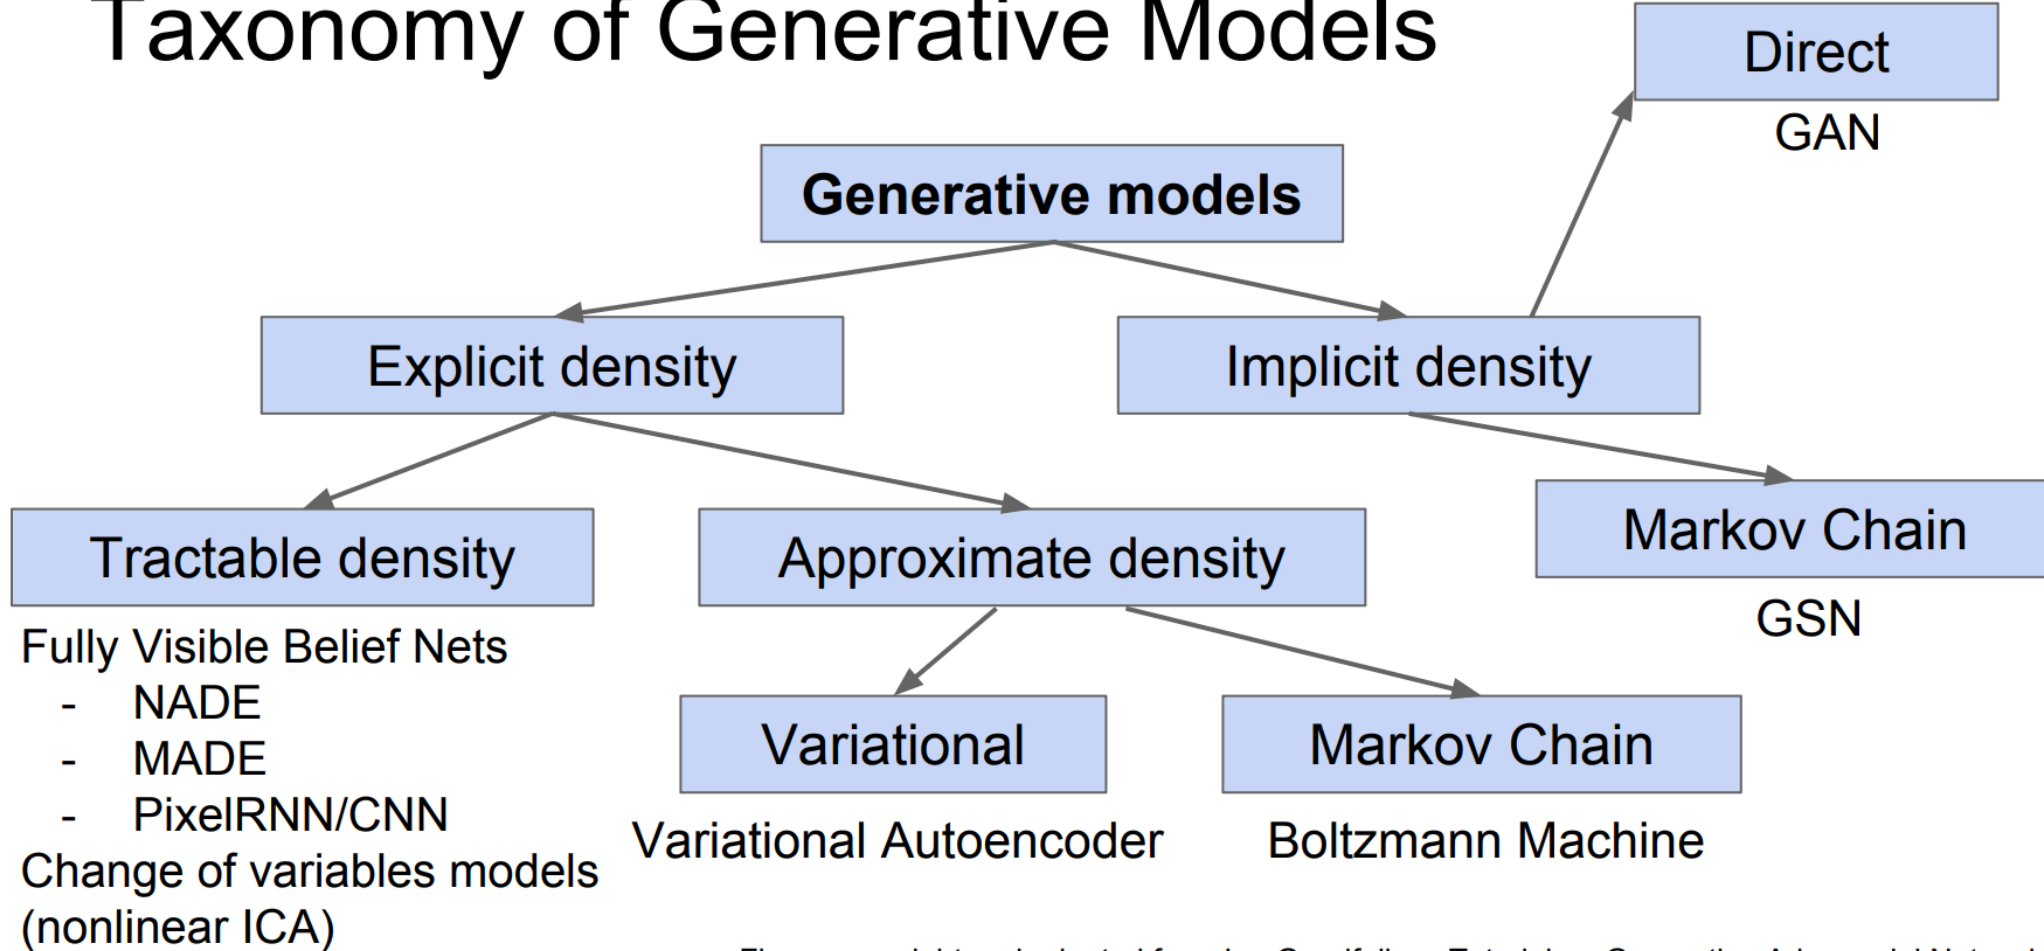 Taxonomy of Generative Models
Direct
GAN
Generative models
Explicit density
Implicit density
Tractable density
Approximate density
Markov Chain
GSN
Fully Visible Belief Nets
- NADE
- MADE
- PixelRNN/CNN
Change of variables models
(nonlinear ICA)
Variational
Markov Chain
Variational Autoencoder
Boltzmann Machine